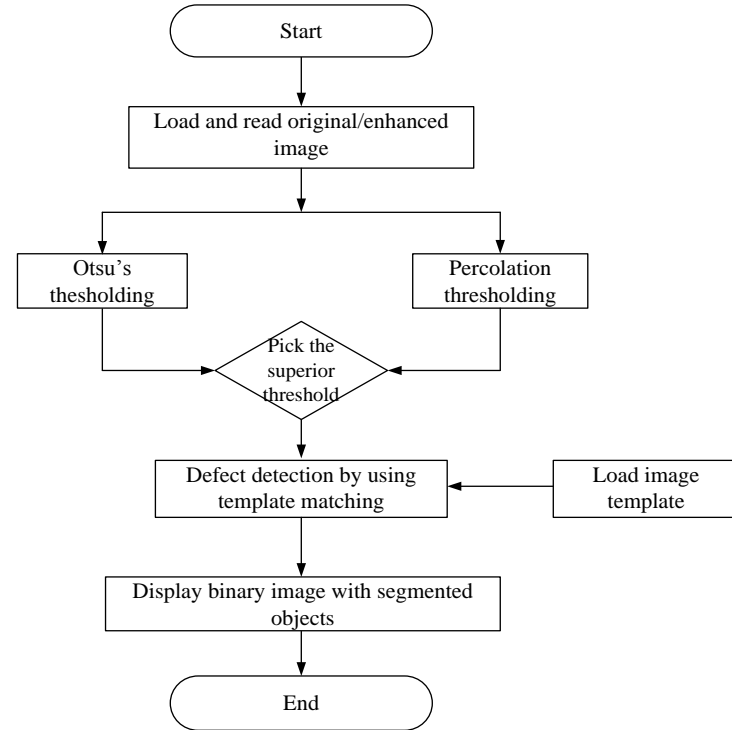 Start
Load and read original/enhanced
image
Otsu's
thesholding
Percolation
thresholding
Pick the
superior
threshold
Defect detection by using
template matching
Load image
template
Display binary image with segmented
objects
End